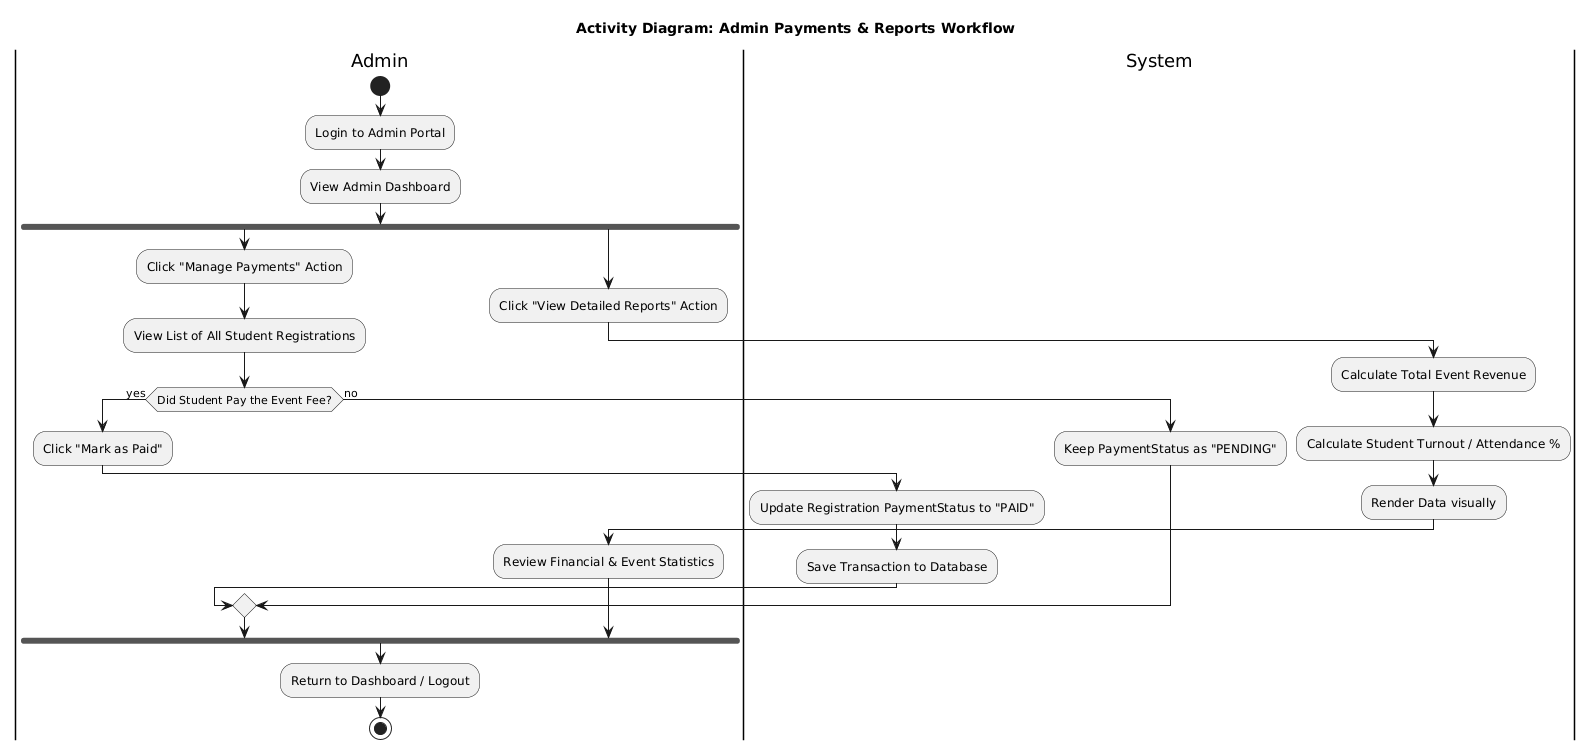 Activity Diagram: Admin Payments & Reports Workflow
Admin
System
Login to Admin Portal
View Admin Dashboard
Click "Manage Payments" Action
Click "View Detailed Reports" Action
View List of All Student Registrations
Calculate Total Event Revenue
yes
Did Student Pay the Event Fee?
no
Click "Mark as Paid"
Keep PaymentStatus as "PENDING"
Calculate Student Turnout / Attendance %
Update Registration PaymentStatus to "PAID"
Render Data visually
Review Financial & Event Statistics
Save Transaction to Database
Return to Dashboard / Logout